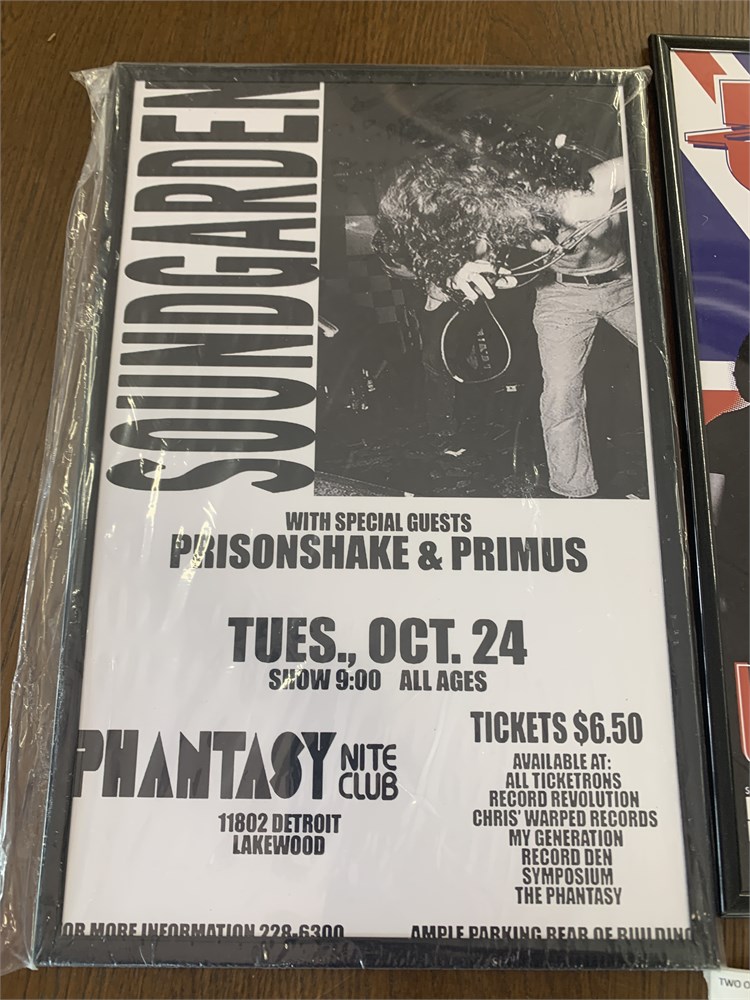 SOUNDGARDEN
WITH SPECIAL GUESTS
PRISONSHAKE & PRIMUS
TUES., OCT. 24
SHOW 9:00 ALL AGES
PHANTASY NITE CLUB
11802 DETROIT
LAKEWOOD
TICKETS $6.50
AVAILABLE AT:
ALL TICKETRONS
RECORD REVOLUTION
CHRIS' WARPED RECORDS
MY GENERATION
RECORD DEN
SYMPOSIUM
THE PHANTASY
OR MORE INFORMATION 228-6300
AMPLE PARKING REAR OF BUILDING
TWO